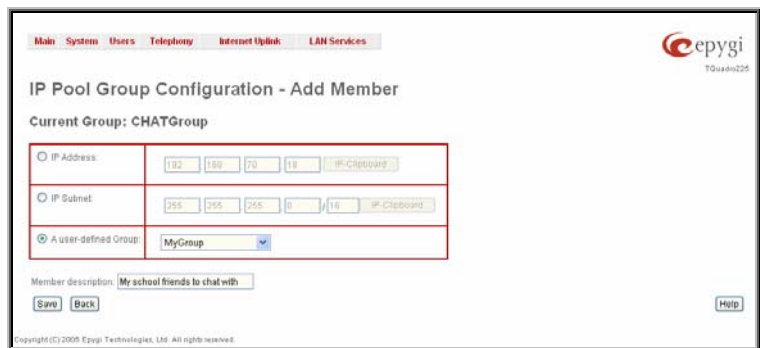 Main System Users Telephony Internet Uplink LAN Services
epygi
TQuadro225
IP Pool Group Configuration - Add Member
Current Group: CHATGroup
IP Address: 192 168 70 18 IP-Clipboard
IP Subnet: 255 255 255 0 / 16 IP-Clipboard
A user-defined Group: MyGroup
Member description: My school friends to chat with
Save Back Help
Copyright (C) 2005 Epygi Technologies, Ltd. All rights reserved.